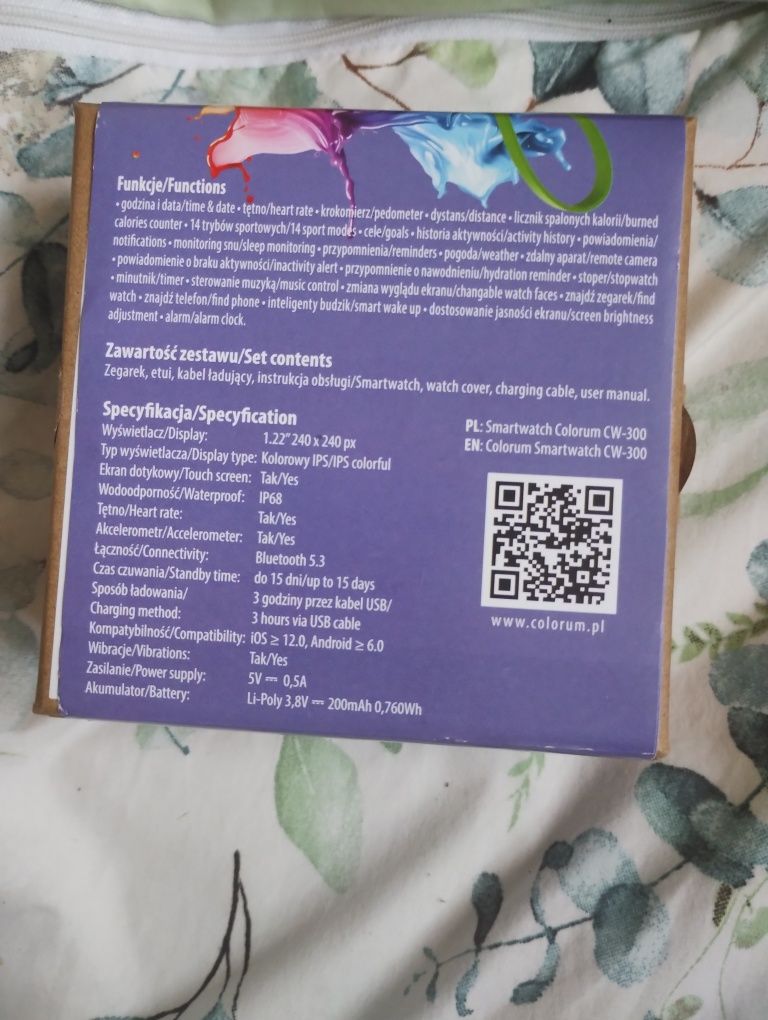 Funkcje/Functions
• godzina i data/time & date • tętno/heart rate • krokomierz/pedometer • dystans/distance • licznik spalonych kalorii/burned
calories counter • 14 trybów sportowych/14 sport modes • cele/goals • historia aktywności/activity history • powiadomienia/
notifications • monitoring snu/sleep monitoring • przypomnienia/reminders • pogoda/weather • zdalny aparat/remote camera
• powiadomienie o braku aktywności/inactivity alert • przypomnienie o nawodnieniu/hydration reminder • stoper/stopwatch
• minutnik/timer • sterowanie muzyką/music control • zmiana wyglądu ekranu/changable watch faces • znajdź zegarek/find
watch • znajdź telefon/find phone • inteligenty budzik/smart wake up • dostosowanie jasności ekranu/screen brightness
adjustment • alarm/alarm clock.
Zawartość zestawu/Set contents
Zegarek, etui, kabel ładujący, instrukcja obsługi/Smartwatch, watch cover, charging cable, user manual.
Specyfikacja/Specyfication
Wyświetlacz/Display: 1.22” 240 x 240 px
Typ wyświetlacza/Display type: Kolorowy IPS/IPS colorful
Ekran dotykowy/Touch screen: Tak/Yes
Wodoodporność/Waterproof: IP68
Tętno/Heart rate: Tak/Yes
Akcelerometr/Accelerometer: Tak/Yes
Łączność/Connectivity: Bluetooth 5.3
Czas czuwania/Standby time: do 15 dni/up to 15 days
Sposób ładowania/ 3 godziny przez kabel USB/
Charging method: 3 hours via USB cable
Kompatybilność/Compatibility: iOS ≥ 12.0, Android ≥ 6.0
Wibracje/Vibrations: Tak/Yes
Zasilanie/Power supply: 5V ⎓ 0,5A
Akumulator/Battery: Li-Poly 3,8V ⎓ 200mAh 0,760Wh
PL: Smartwatch Colorum CW-300
EN: Colorum Smartwatch CW-300
www.colorum.pl